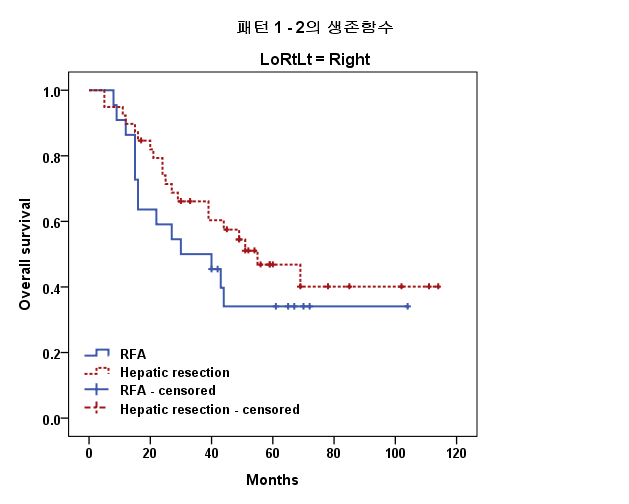 패턴 1 - 2의 생존함수
LoRtLt = Right
Overall survival
1.0
0.8
0.6
0.4
0.2
0.0
RFA
Hepatic resection
RFA - censored
Hepatic resection - censored
0 20 40 60 80 100 120
Months